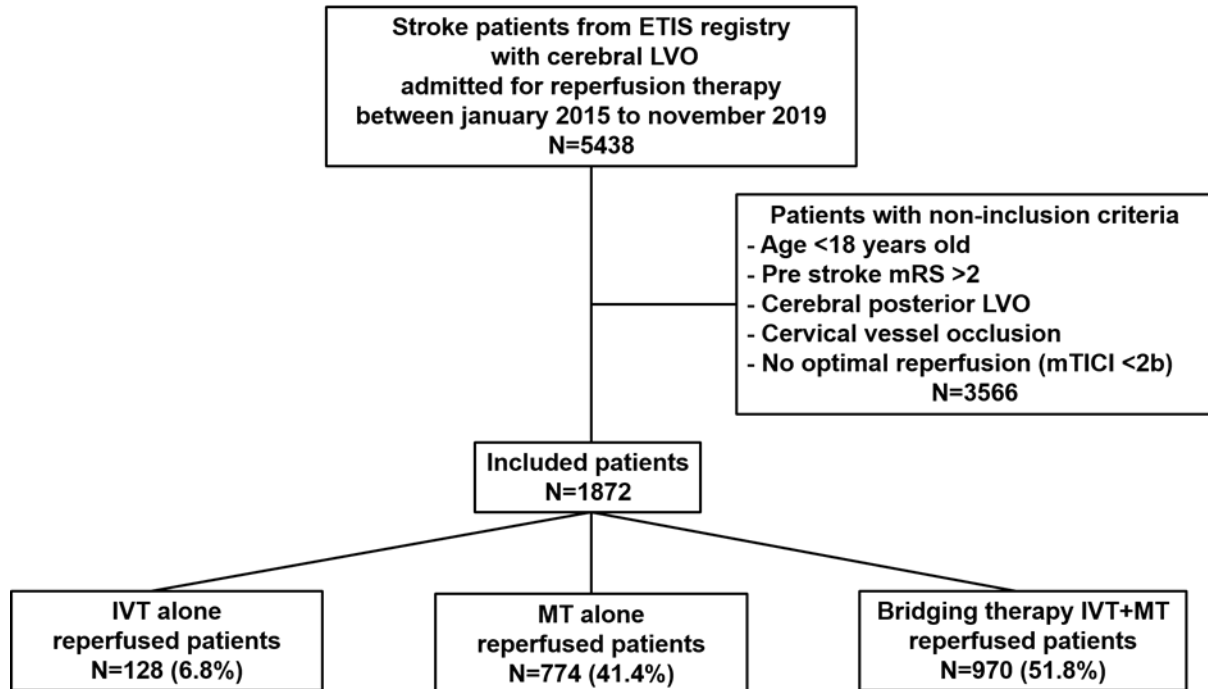 Stroke patients from ETIS registry
with cerebral LVO
admitted for reperfusion therapy
between january 2015 to november 2019
N=5438
Patients with non-inclusion criteria
- Age <18 years old
- Pre stroke mRS >2
- Cerebral posterior LVO
- Cervical vessel occlusion
- No optimal reperfusion (mTICI <2b)
N=3566
Included patients
N=1872
IVT alone
reperfused patients
N=128 (6.8%)
MT alone
reperfused patients
N=774 (41.4%)
Bridging therapy IVT+MT
reperfused patients
N=970 (51.8%)